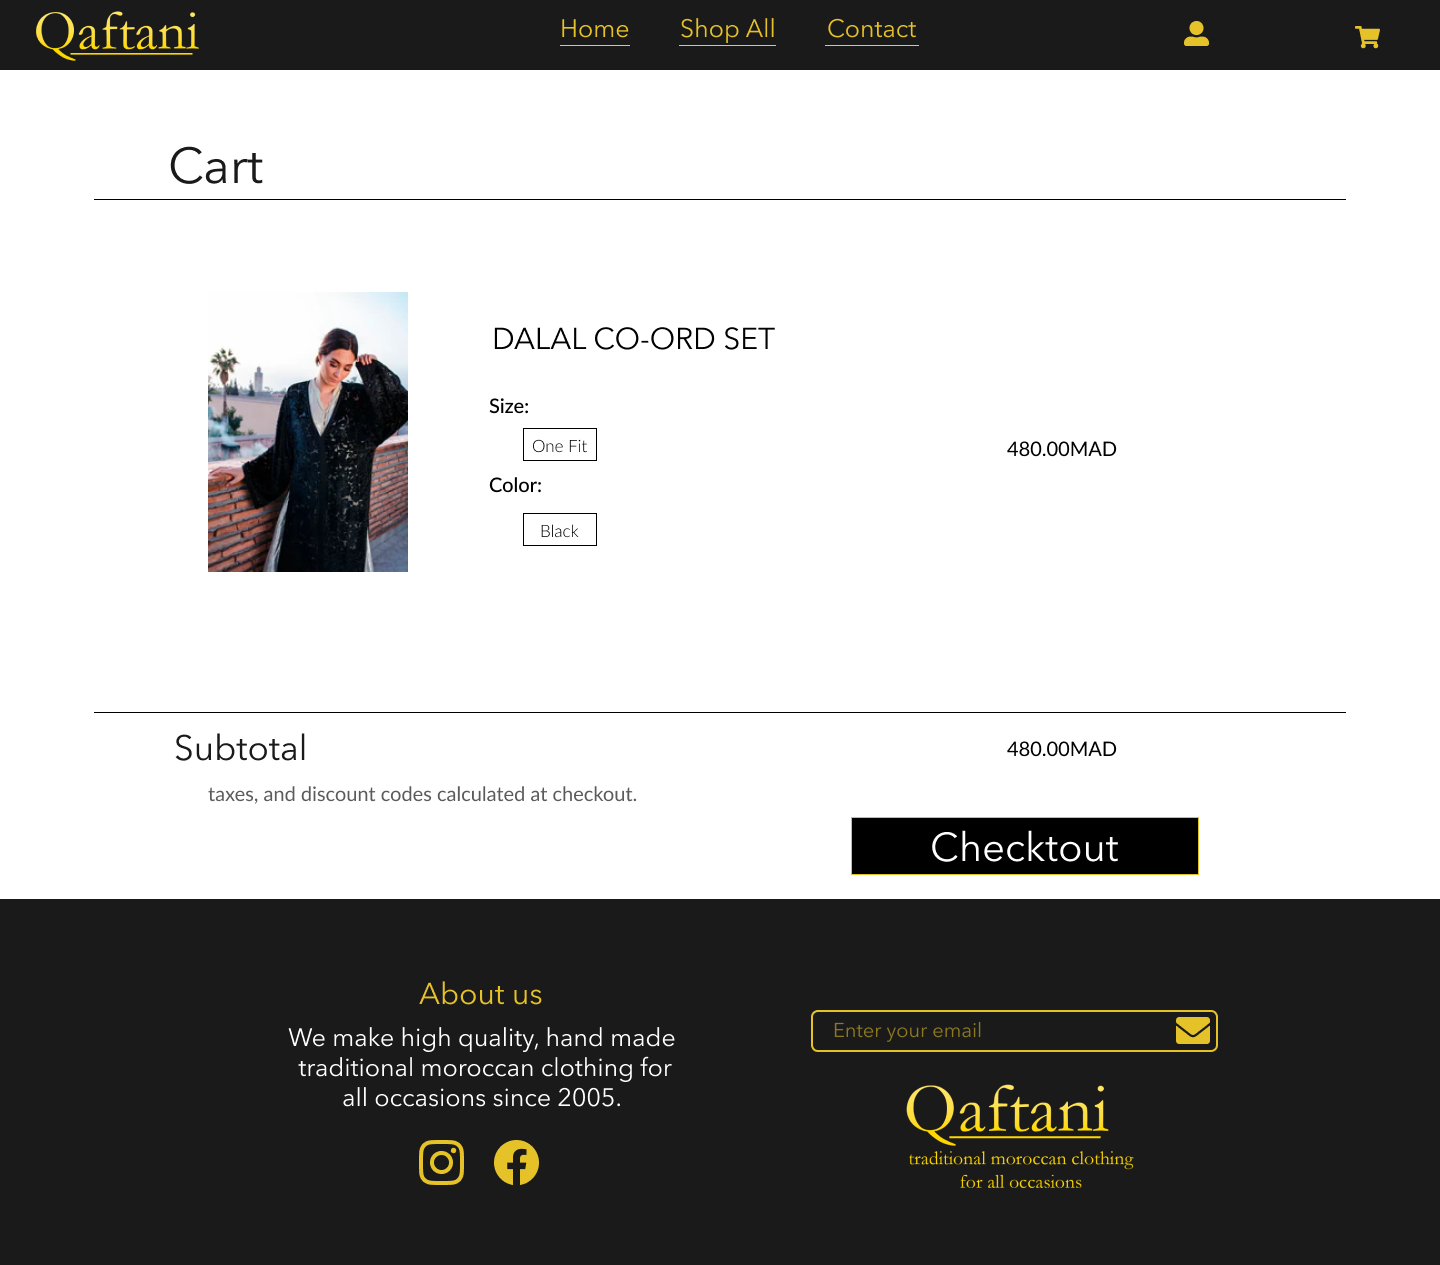 Qaftani
Home
Shop All
Contact
Cart
DALAL CO-ORD SET
Size:
One Fit
480.00MAD
Color:
Black
Subtotal
480.00MAD
taxes, and discount codes calculated at checkout.
Checktout
About us
We make high quality, hand made
traditional moroccan clothing for
all occasions since 2005.
Enter your email
Qaftani
traditional moroccan clothing
for all occasions